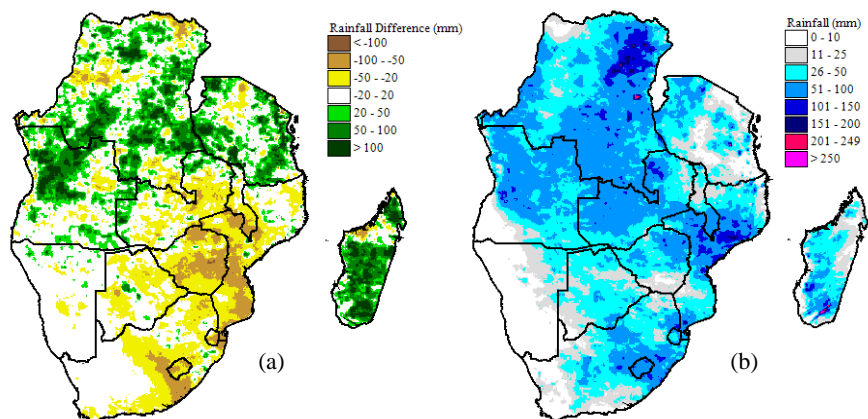 Rainfall Difference (mm)
< -100
-100 - -50
-50 - -20
-20 - 20
20 - 50
50 - 100
> 100
(a)
Rainfall (mm)
0 - 10
11 - 25
26 - 50
51 - 100
101 - 150
151 - 200
201 - 249
> 250
(b)